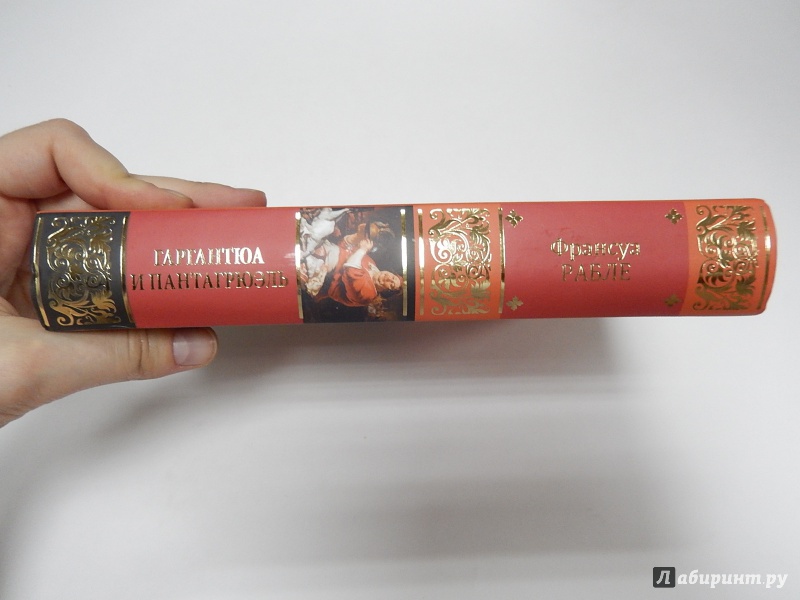 ГАРГАНТЮА
И ПАНТАГРЮЭЛЬ
Франсуа
РАБЛЕ
Лабиринт.ру